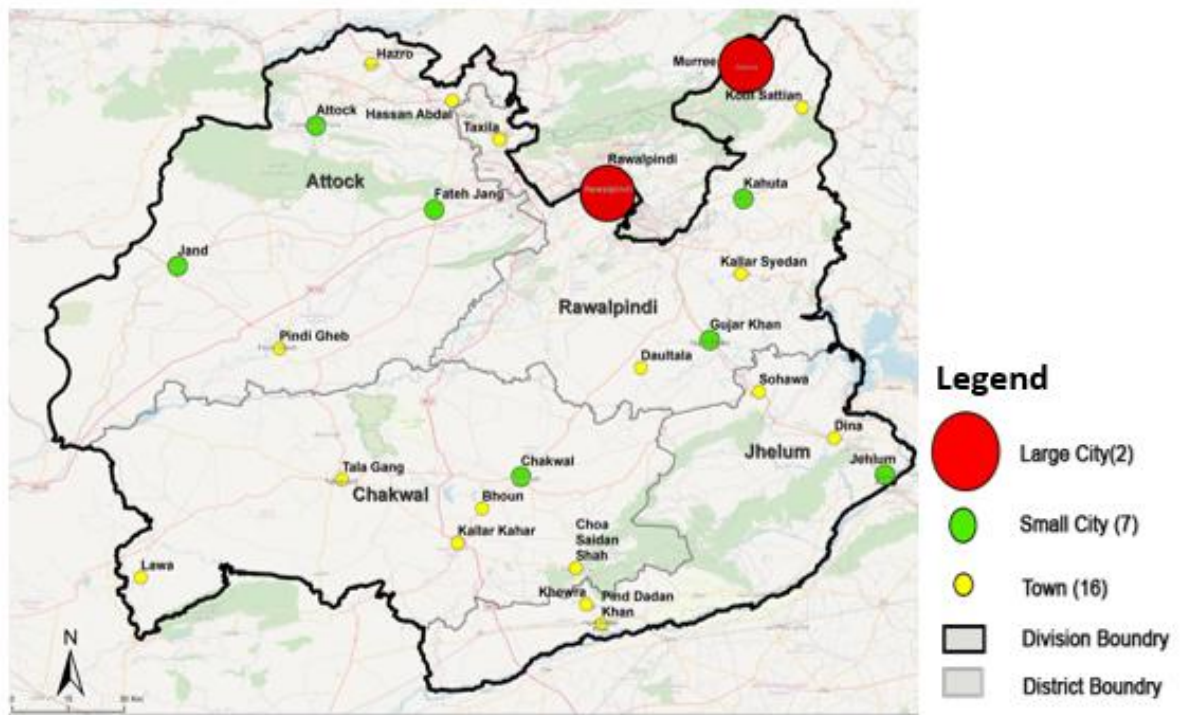 Hazro
Murree
Kotli Sattian
Attock
Hassan Abdal
Taxila
Rawalpindi
Rawalpindi
Attock
Kahuta
Fateh Jang
Jand
Kallar Syedan
Rawalpindi
Gujar Khan
Pindi Gheb
Daultala
Sohawa
Dina
Jhelum
Jehlum
Tala Gang
Chakwal
Chakwal
Bhoun
Kallar Kahar
Choa
Saidan
Shah
Lawa
Khewra
Pind Dadan
Khan
N
Legend
Large City(2)
Small City (7)
Town (16)
Division Boundry
District Boundry